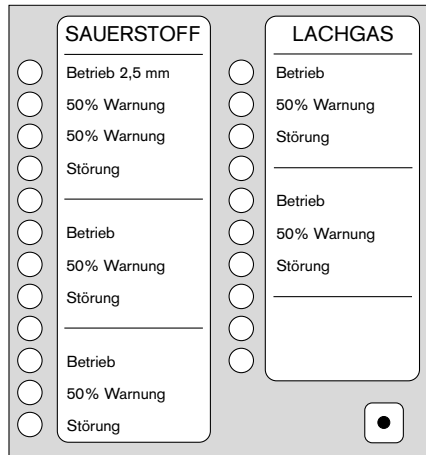 SAUERSTOFF
Betrieb 2,5 mm
50% Warnung
50% Warnung
Störung
Betrieb
50% Warnung
Störung
Betrieb
50% Warnung
Störung
LACHGAS
Betrieb
50% Warnung
Störung
Betrieb
50% Warnung
Störung